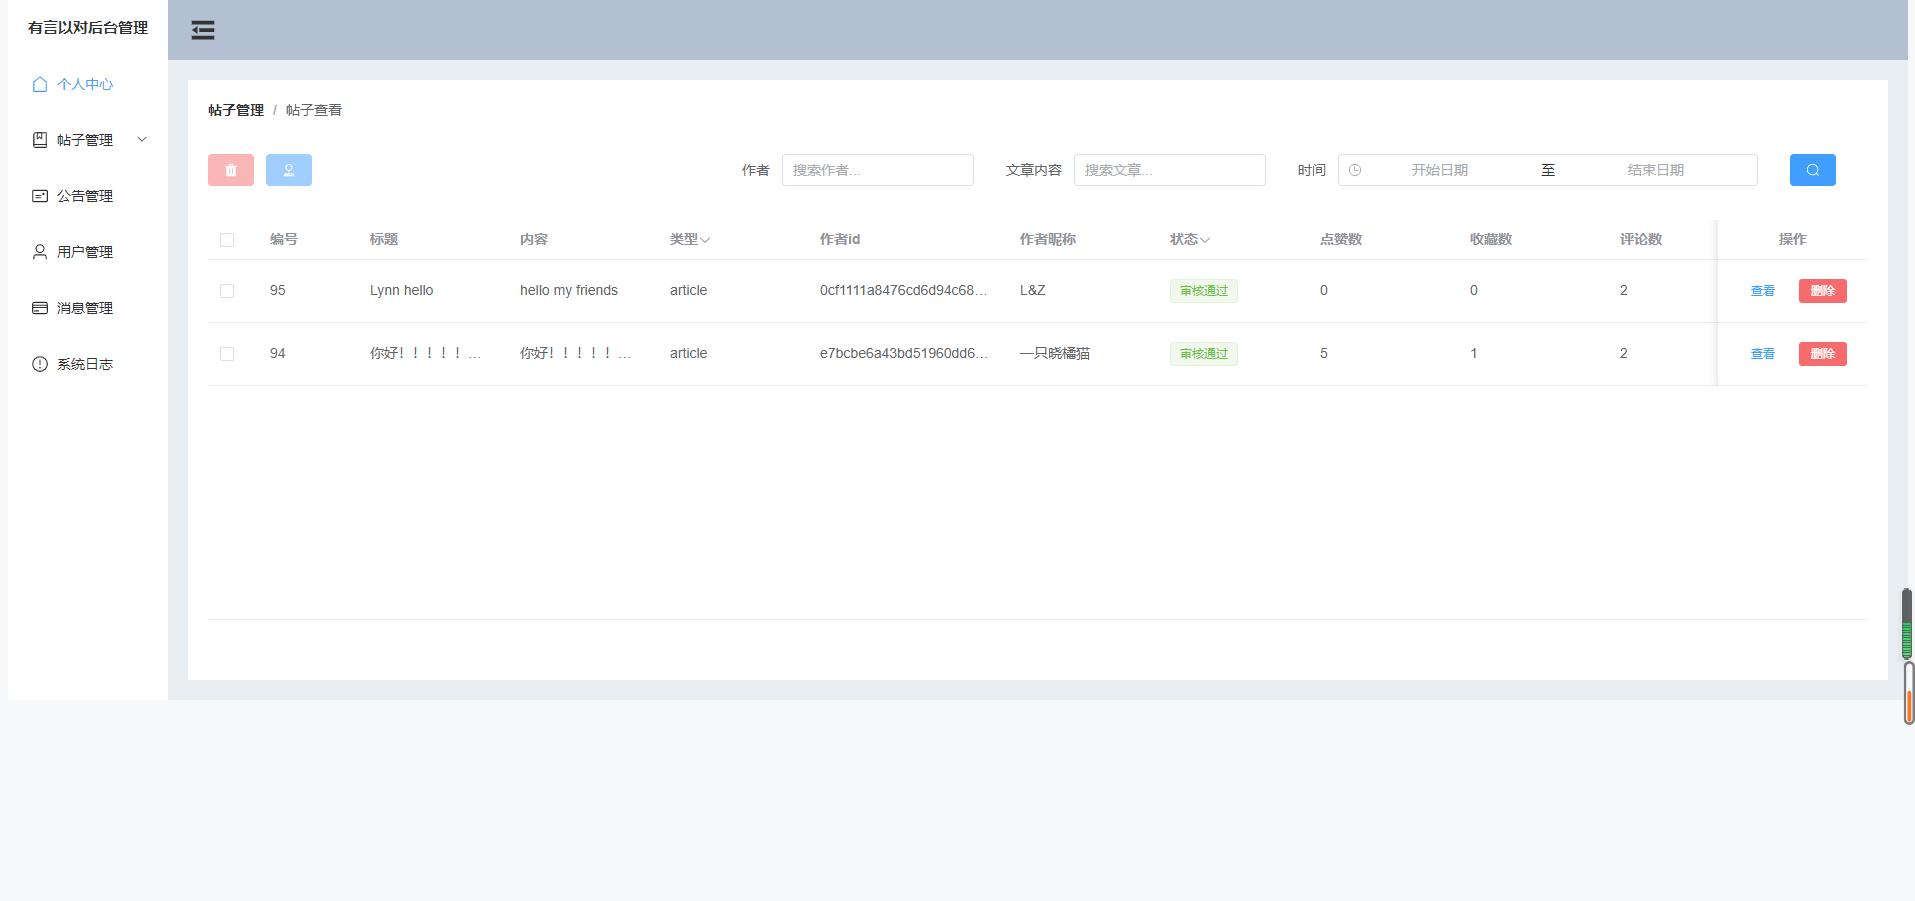 有言以对后台管理
个人中心
帖子管理
公告管理
用户管理
消息管理
系统日志
帖子管理 / 帖子查看
作者 搜索作者... 文章内容 搜索文章... 时间 开始日期 至 结束日期
编号 标题 内容 类型 作者id 作者昵称 状态 点赞数 收藏数 评论数 操作
95 Lynn hello hello my friends article 0cf1111a8476cd6d94c68... L&Z 审核通过 0 0 2 查看 删除
94 你好！！！！！... 你好！！！！！... article e7bcbe6a43bd51960dd6... 一只晓橘猫 审核通过 5 1 2 查看 删除